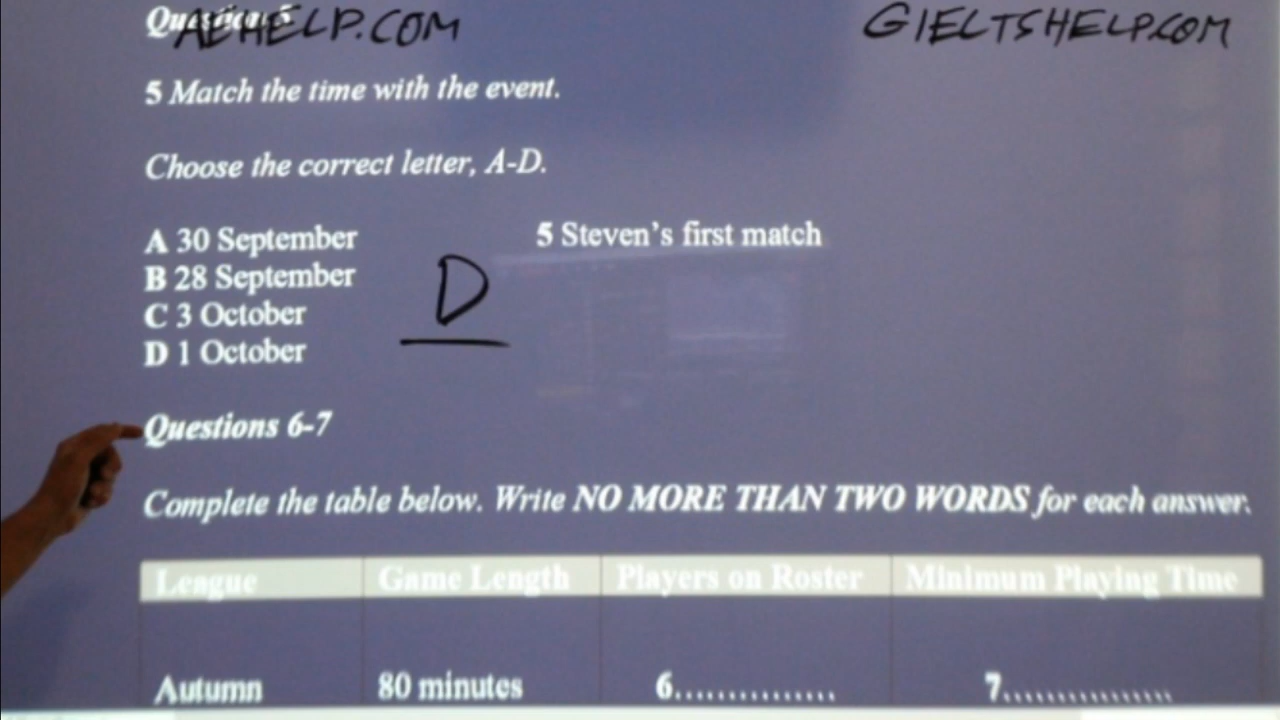 Question 5
AEHELP.COM
GIELTSHELP.COM
5 Match the time with the event.
Choose the correct letter, A-D.
A 30 September
5 Steven's first match
B 28 September
D
C 3 October
D 1 October
Questions 6-7
Complete the table below. Write NO MORE THAN TWO WORDS for each answer.
League Game Length Players on Roster Minimum Playing Time
Autumn 80 minutes 6............... 7................